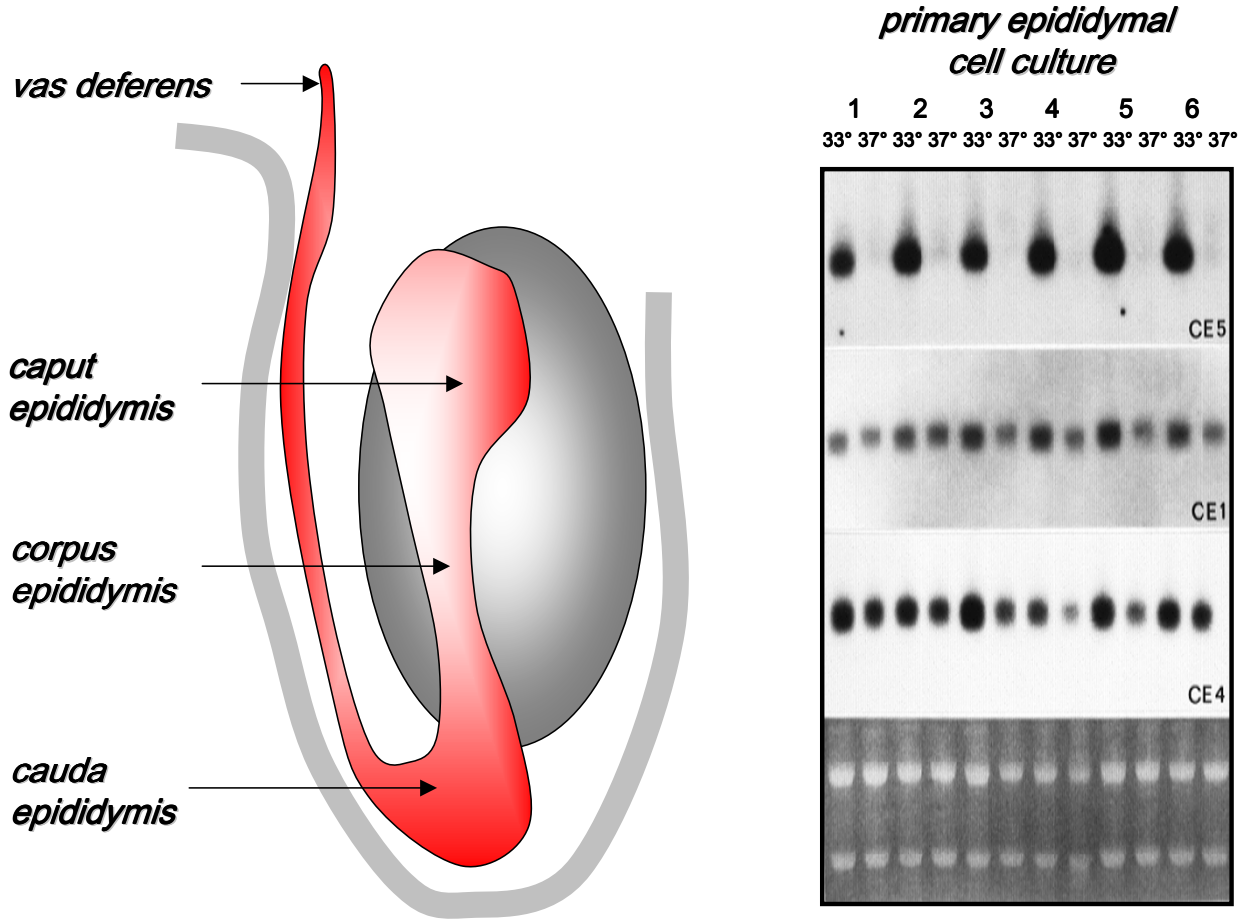 vas deferens
caput
epididymis
corpus
epididymis
cauda
epididymis
primary epididymal
cell culture
1 2 3 4 5 6
33° 37° 33° 37° 33° 37° 33° 37° 33° 37° 33° 37°
CE5
CE1
CE4